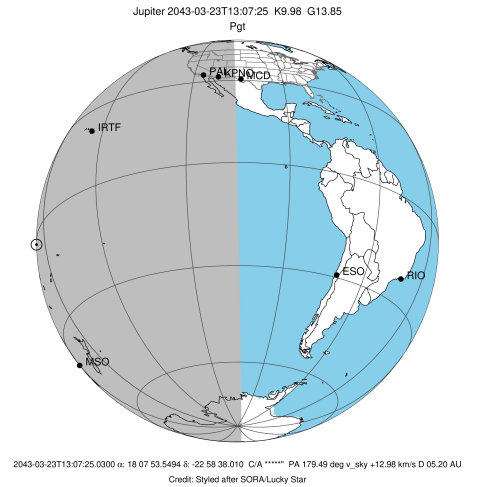 Jupiter 2043-03-23T13:07:25 K9.98 G13.85
Pgt
KPNO MCD
IRTF
ESO
RIO
MSO
2043-03-23T13:07:25.0300 α: 18 07 53.5494 δ: -22 58 38.010 C/A *****" PA 179.49 deg v_sky +12.98 km/s D 05.20 AU
Credit: Styled after SORA/Lucky Star